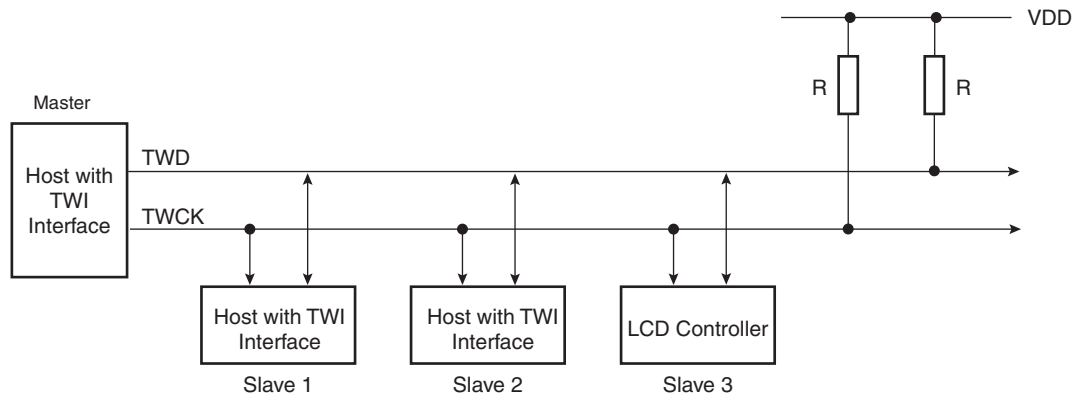 VDD
R
R
Master
Host with
TWI
Interface
TWD
TWCK
Host with TWI
Interface
Slave 1
Host with TWI
Interface
Slave 2
LCD Controller
Slave 3